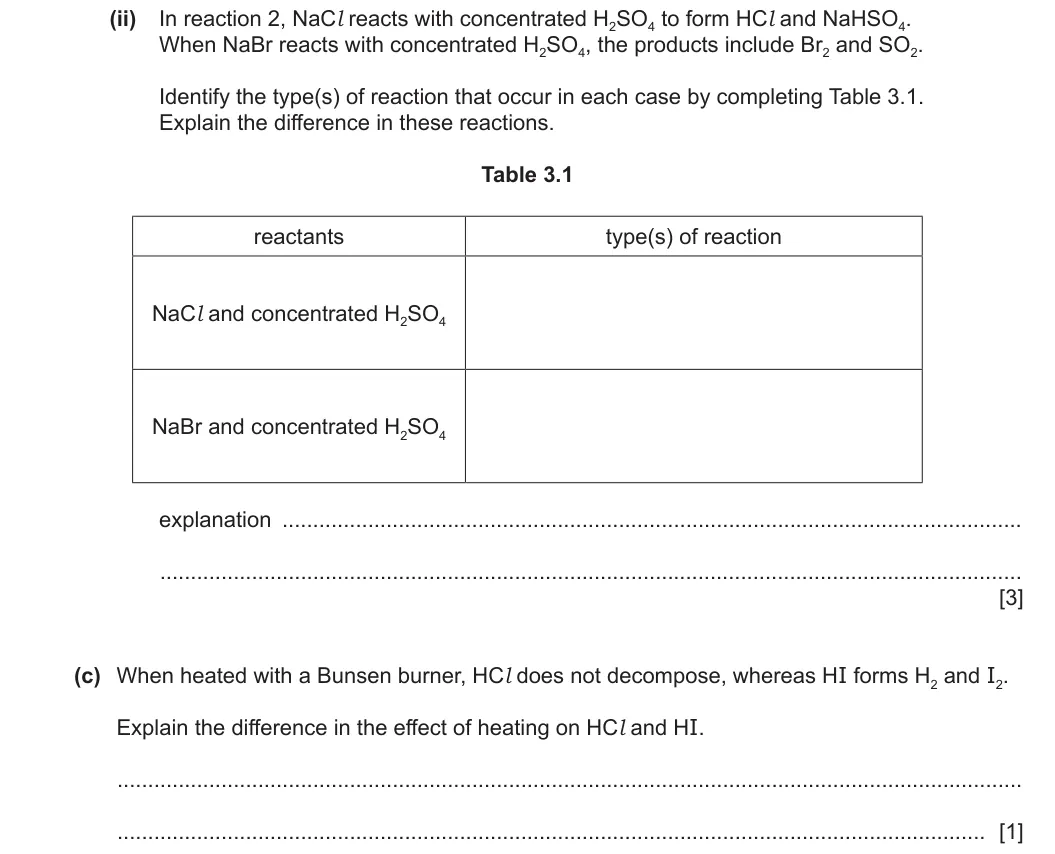 (ii) In reaction 2, NaCl reacts with concentrated H₂SO₄ to form HCl and NaHSO₄.
When NaBr reacts with concentrated H₂SO₄, the products include Br₂ and SO₂.
Identify the type(s) of reaction that occur in each case by completing Table 3.1.
Explain the difference in these reactions.
Table 3.1
reactants type(s) of reaction
NaCl and concentrated H₂SO₄
NaBr and concentrated H₂SO₄
explanation ..........................................................................................................................
..............................................................................................................................................
[3]
(c) When heated with a Bunsen burner, HCl does not decompose, whereas HI forms H₂ and I₂.
Explain the difference in the effect of heating on HCl and HI.
.....................................................................................................................................................
............................................................................................................................................... [1]